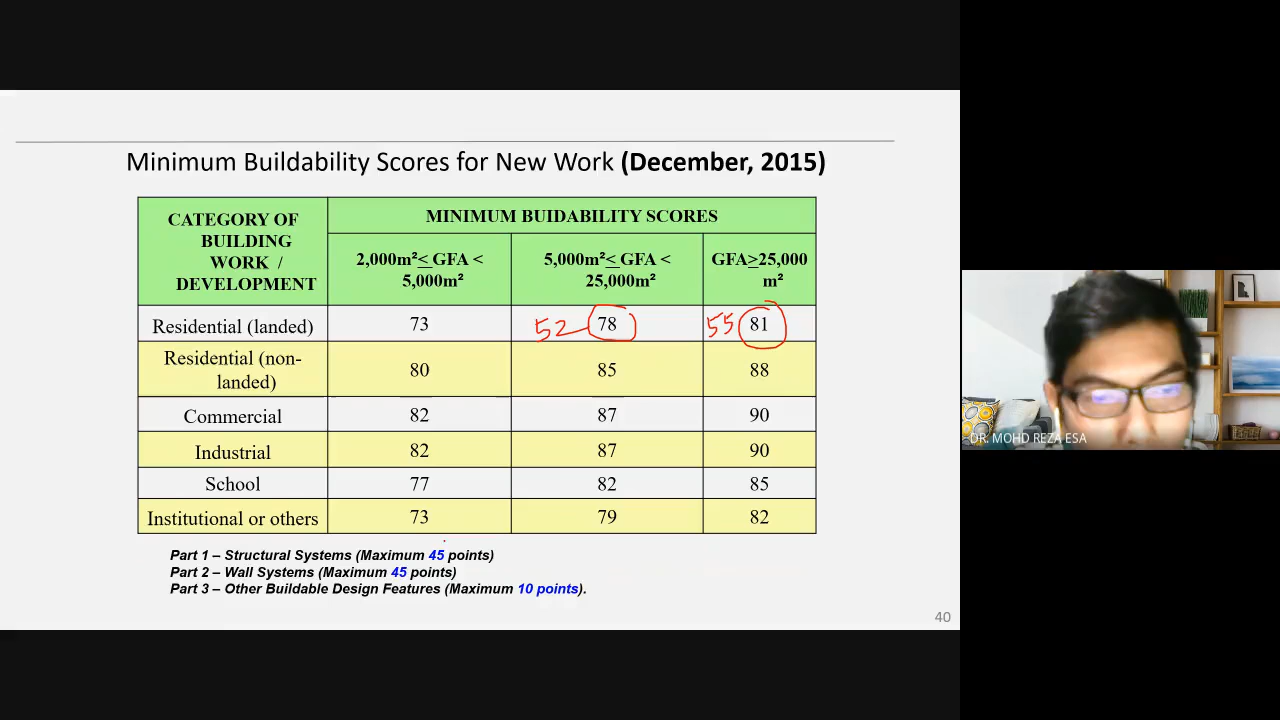 Minimum Buildability Scores for New Work (December, 2015)
CATEGORY OF
BUILDING
WORK /
DEVELOPMENT
MINIMUM BUIDABILITY SCORES
2,000m²≤ GFA <
5,000m²
5,000m²≤ GFA <
25,000m²
GFA≥25,000
m²
Residential (landed) 73 52 78 55 81
Residential (non-
landed) 80 85 88
Commercial 82 87 90
Industrial 82 87 90
School 77 82 85
Institutional or others 73 79 82
Part 1 – Structural Systems (Maximum 45 points)
Part 2 – Wall Systems (Maximum 45 points)
Part 3 – Other Buildable Design Features (Maximum 10 points).
40
DR. MOHD REZA ESA